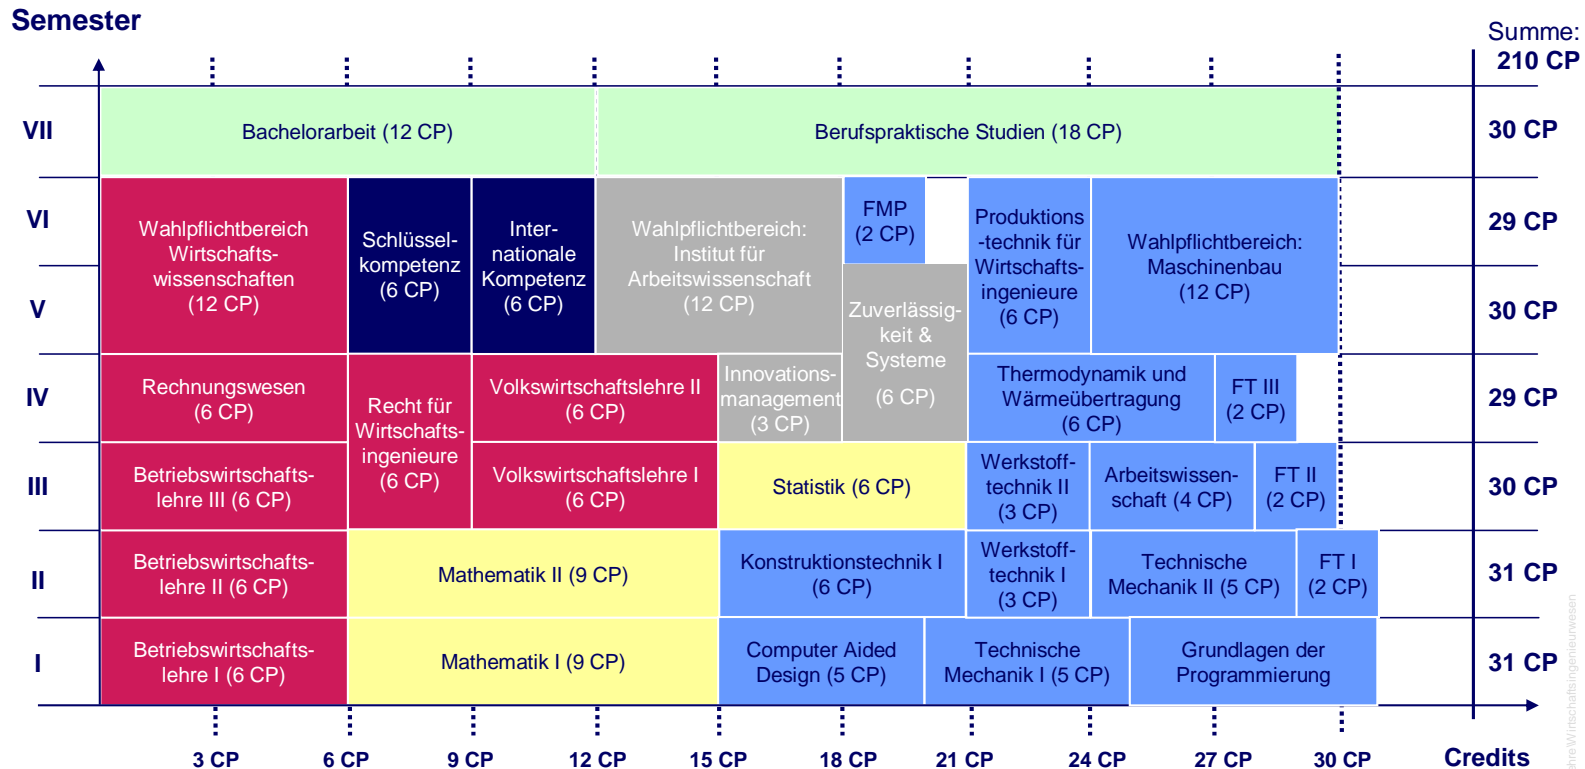 Semester
Summe:
210 CP
VII
Bachelorarbeit (12 CP)
Berufspraktische Studien (18 CP)
30 CP
VI
Wahlpflichtbereich
Wirtschafts-
wissenschaften
(12 CP)
Schlüssel-
kompetenz
(6 CP)
Inter-
nationale
Kompetenz
(6 CP)
Wahlpflichtbereich:
Institut für
Arbeitswissenschaft
(12 CP)
FMP
(2 CP)
Produktions
-technik für
Wirtschafts-
ingenieure
(6 CP)
Wahlpflichtbereich:
Maschinenbau
(12 CP)
29 CP
V
Zuverlässig-
keit &
Systeme
(6 CP)
30 CP
IV
Rechnungswesen
(6 CP)
Recht für
Wirtschafts-
ingenieure
(6 CP)
Volkswirtschaftslehre II
(6 CP)
Innovations-
management
(3 CP)
Thermodynamik und
Wärmeübertragung
(6 CP)
FT III
(2 CP)
29 CP
III
Betriebswirtschafts-
lehre III (6 CP)
Volkswirtschaftslehre I
(6 CP)
Statistik (6 CP)
Werkstoff-
technik II
(3 CP)
Arbeitswissen-
schaft (4 CP)
FT II
(2 CP)
30 CP
II
Betriebswirtschafts-
lehre II (6 CP)
Mathematik II (9 CP)
Konstruktionstechnik I
(6 CP)
Werkstoff-
technik I
(3 CP)
Technische
Mechanik II (5 CP)
FT I
(2 CP)
31 CP
I
Betriebswirtschafts-
lehre I (6 CP)
Mathematik I (9 CP)
Computer Aided
Design (5 CP)
Technische
Mechanik I (5 CP)
Grundlagen der
Programmierung
31 CP
3 CP
6 CP
9 CP
12 CP
15 CP
18 CP
21 CP
24 CP
27 CP
30 CP
Credits
ehre\Wirtschaftsingenieurwesen